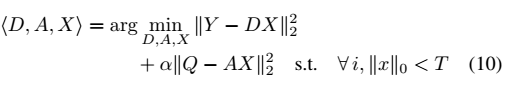 ⟨D, A, X⟩ = arg min_{D,A,X} ‖Y − DX‖₂²
+ α‖Q − AX‖₂² s.t. ∀ i, ‖x‖₀ < T (10)